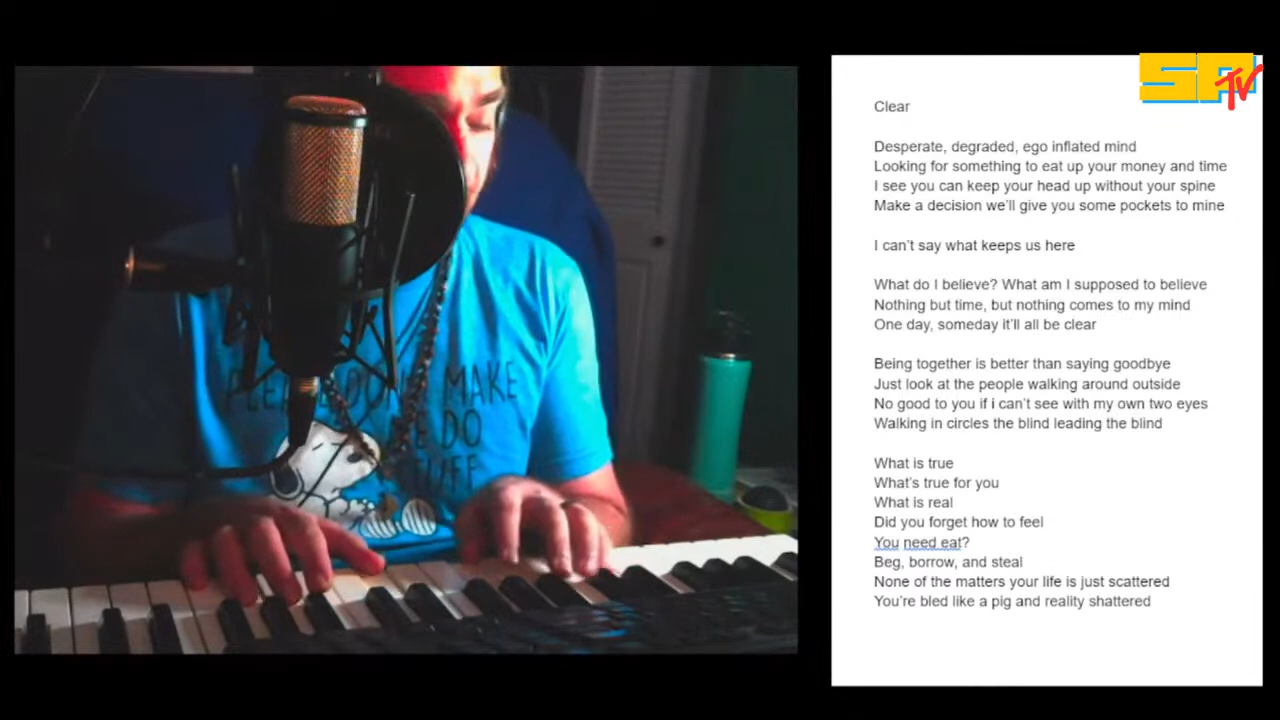 SPTV
Clear
Desperate, degraded, ego inflated mind
Looking for something to eat up your money and time
I see you can keep your head up without your spine
Make a decision we’ll give you some pockets to mine
I can’t say what keeps us here
What do I believe? What am I supposed to believe
Nothing but time, but nothing comes to my mind
One day, someday it’ll all be clear
Being together is better than saying goodbye
Just look at the people walking around outside
No good to you if i can’t see with my own two eyes
Walking in circles the blind leading the blind
What is true
What’s true for you
What is real
Did you forget how to feel
You need eat?
Beg, borrow, and steal
None of the matters your life is just scattered
You’re bled like a pig and reality shattered
PLEASE DON'T MAKE
ME DO
STUFF